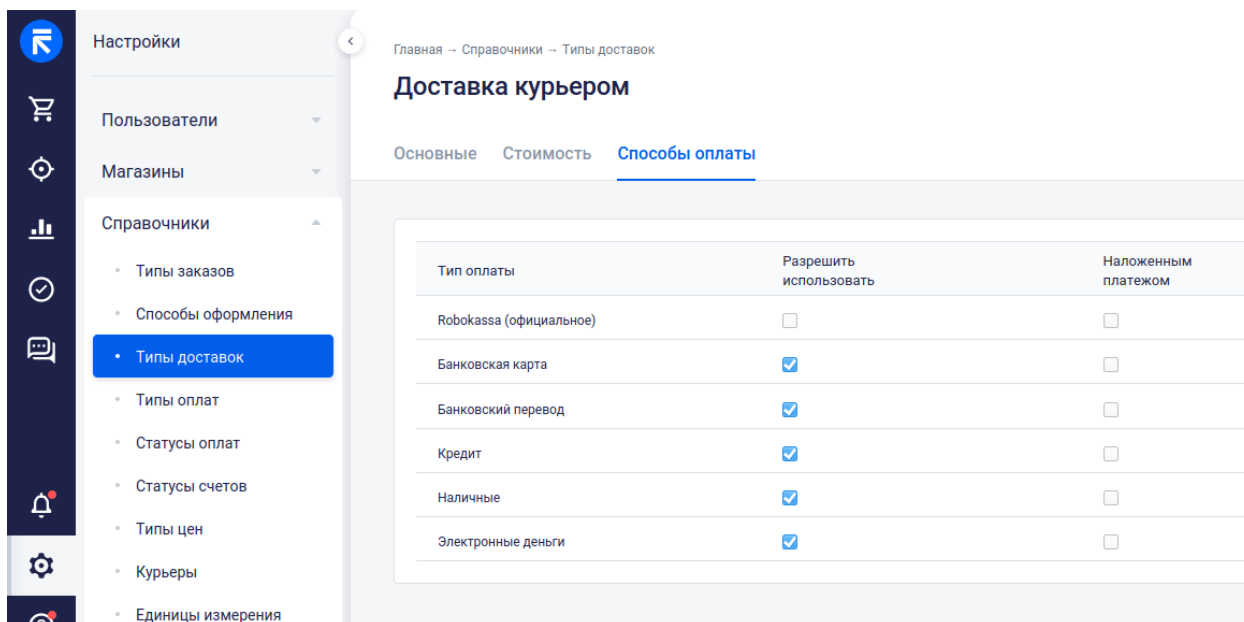 Настройки
Пользователи
Магазины
Справочники
Типы заказов
Способы оформления
Типы доставок
Типы оплат
Статусы оплат
Статусы счетов
Типы цен
Курьеры
Единицы измерения
Главная → Справочники → Типы доставок
Доставка курьером
Основные Стоимость Способы оплаты
Тип оплаты
Разрешить
использовать
Наложенным
платежом
Robokassa (официальное)
Банковская карта
Банковский перевод
Кредит
Наличные
Электронные деньги